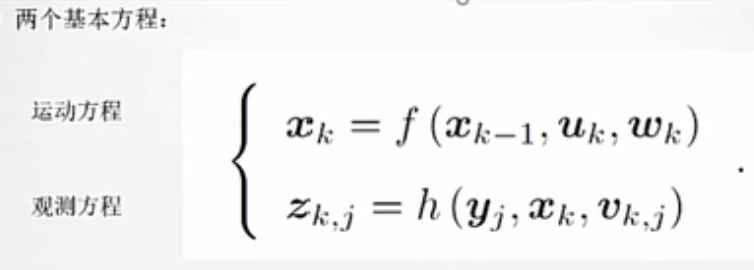 两个基本方程：
运动方程
x_k = f (x_{k-1}, u_k, w_k)
观测方程
z_{k,j} = h (y_j, x_k, v_{k,j})
.